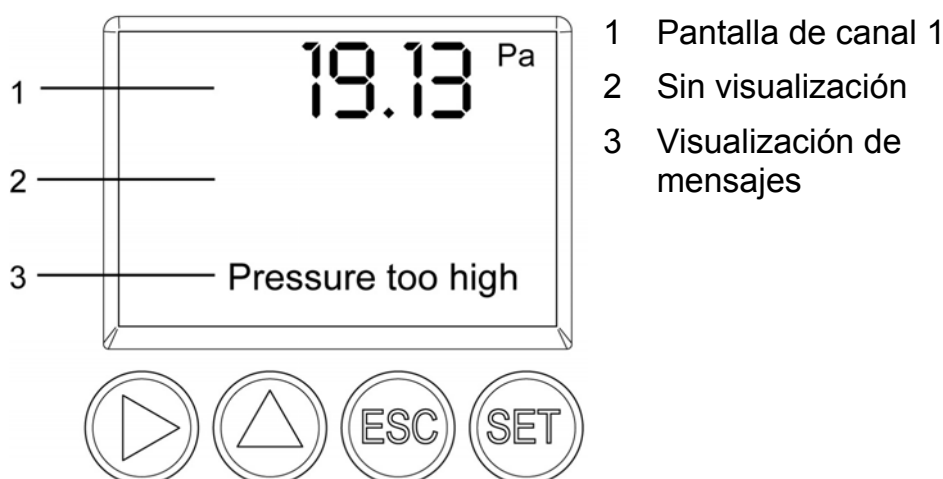 19.13 Pa
1
2
3 Pressure too high
ESC SET
1 Pantalla de canal 1
2 Sin visualización
3 Visualización de
mensajes